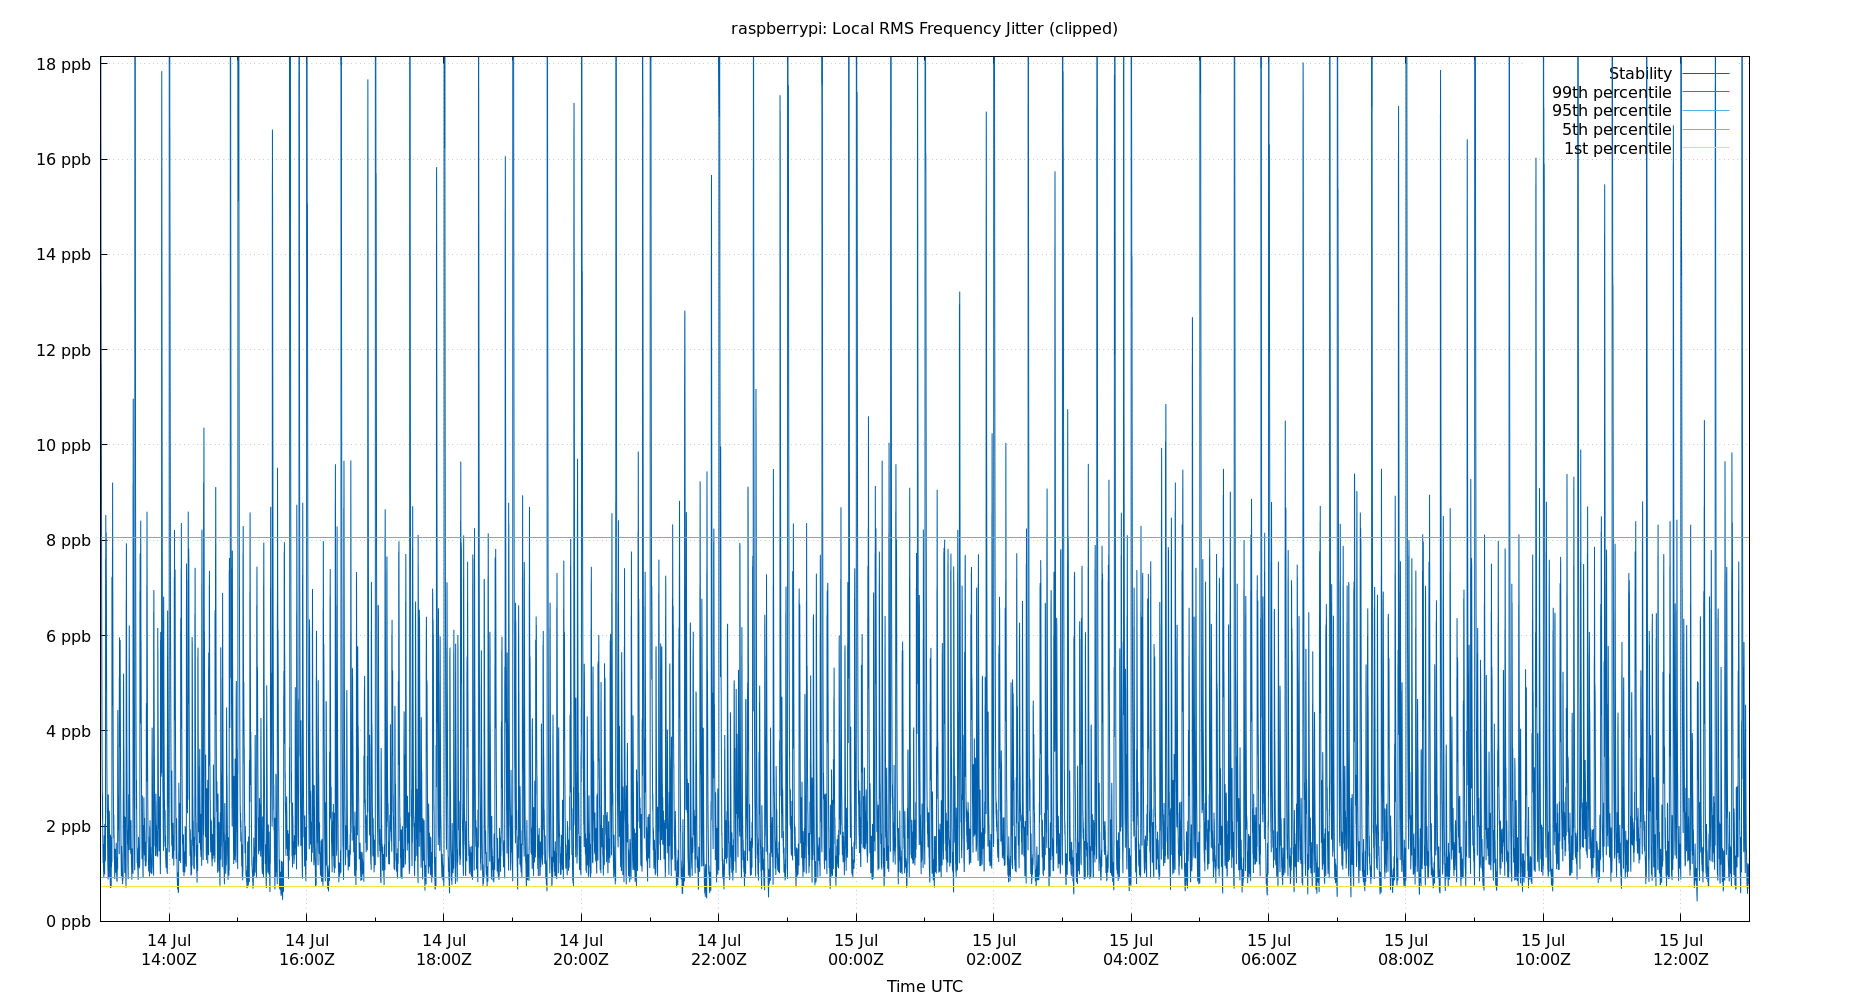 raspberrypi: Local RMS Frequency Jitter (clipped)
18 ppb
16 ppb
14 ppb
12 ppb
10 ppb
8 ppb
6 ppb
4 ppb
2 ppb
0 ppb
Stability
99th percentile
95th percentile
5th percentile
1st percentile
14 Jul 14 Jul 14 Jul 14 Jul 14 Jul 15 Jul 15 Jul 15 Jul 15 Jul 15 Jul 15 Jul 15 Jul
14:00Z 16:00Z 18:00Z 20:00Z 22:00Z 00:00Z 02:00Z 04:00Z 06:00Z 08:00Z 10:00Z 12:00Z
Time UTC